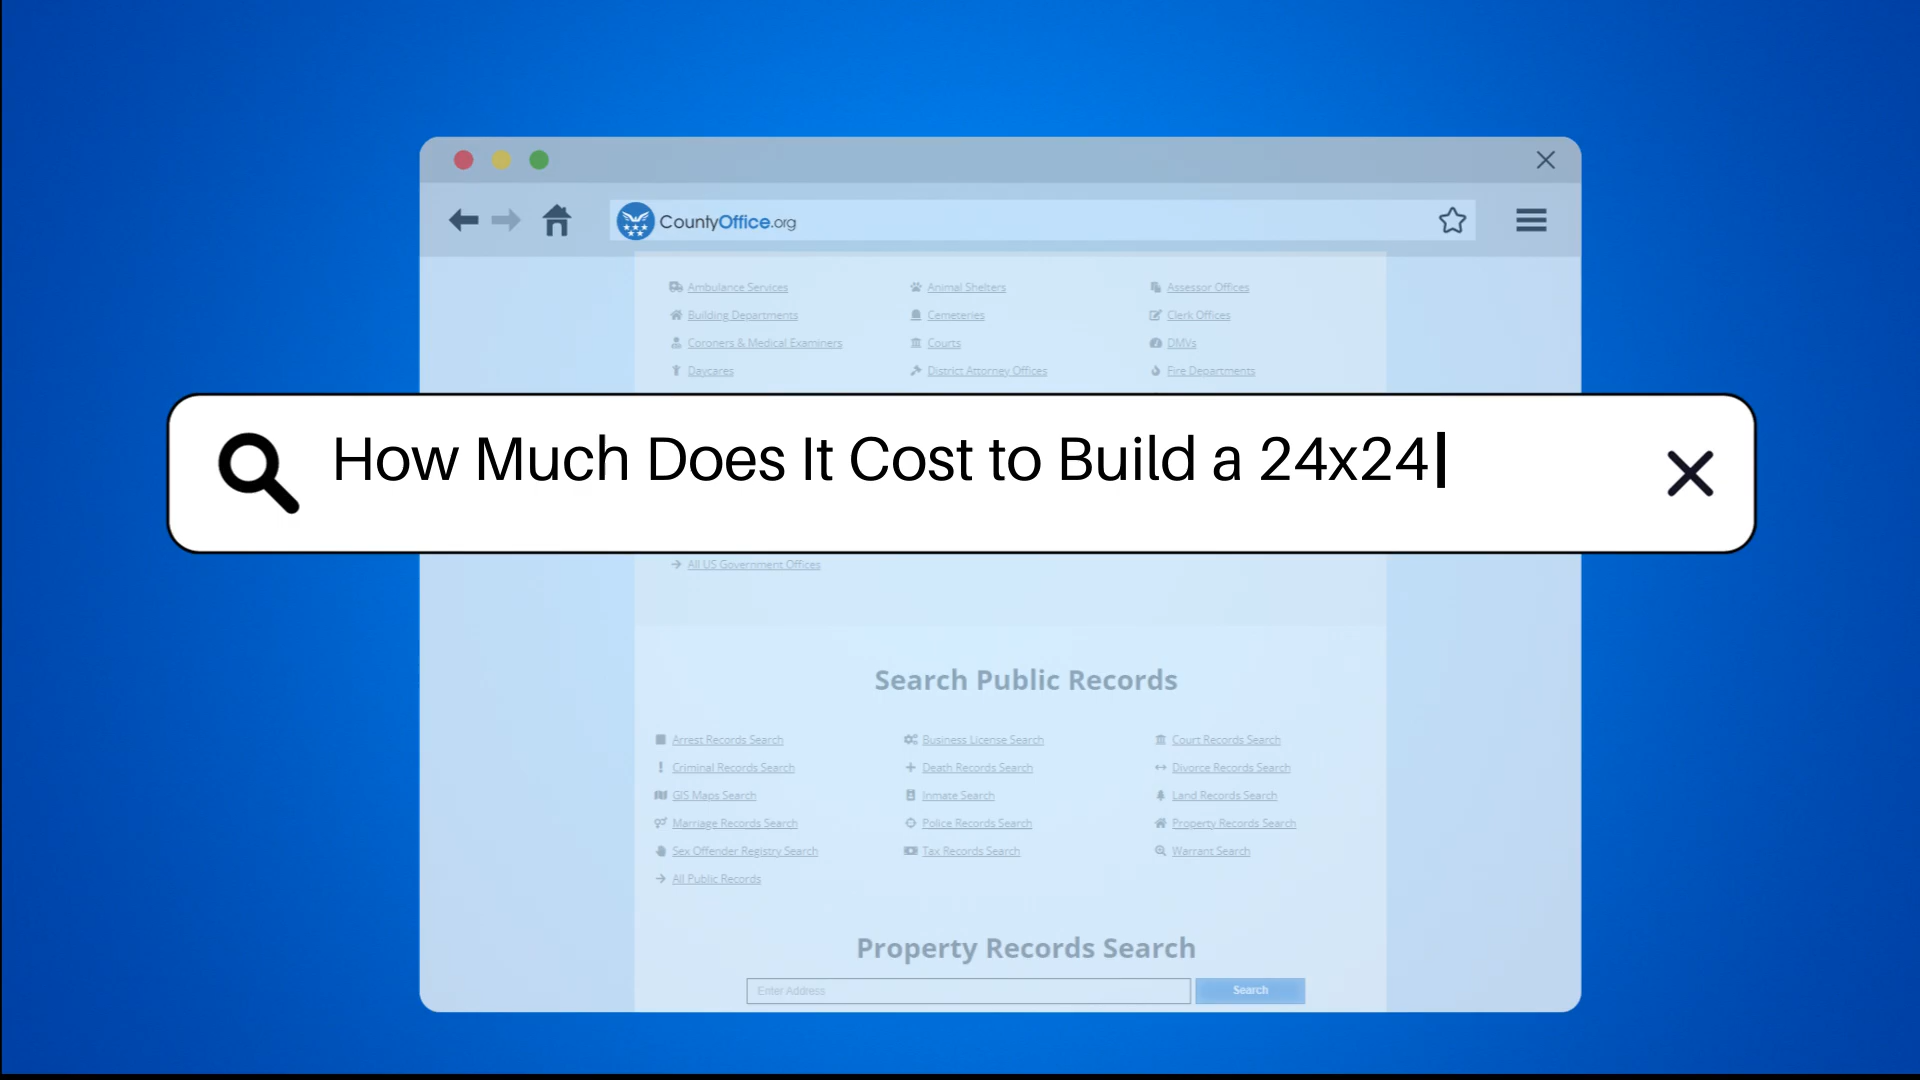 CountyOffice.org
Ambulance Services Animal Shelters Assessor Offices
Building Departments Cemeteries Clerk Offices
Coroners & Medical Examiners Courts DMVs
Daycares District Attorney Offices Fire Departments
How Much Does It Cost to Build a 24x24
All US Government Offices
Search Public Records
Arrest Records Search Business License Search Court Records Search
Criminal Records Search Death Records Search Divorce Records Search
GIS Maps Search Inmate Search Land Records Search
Marriage Records Search Police Records Search Property Records Search
Sex Offender Registry Search Tax Records Search Warrant Search
All Public Records
Property Records Search
Enter Address Search